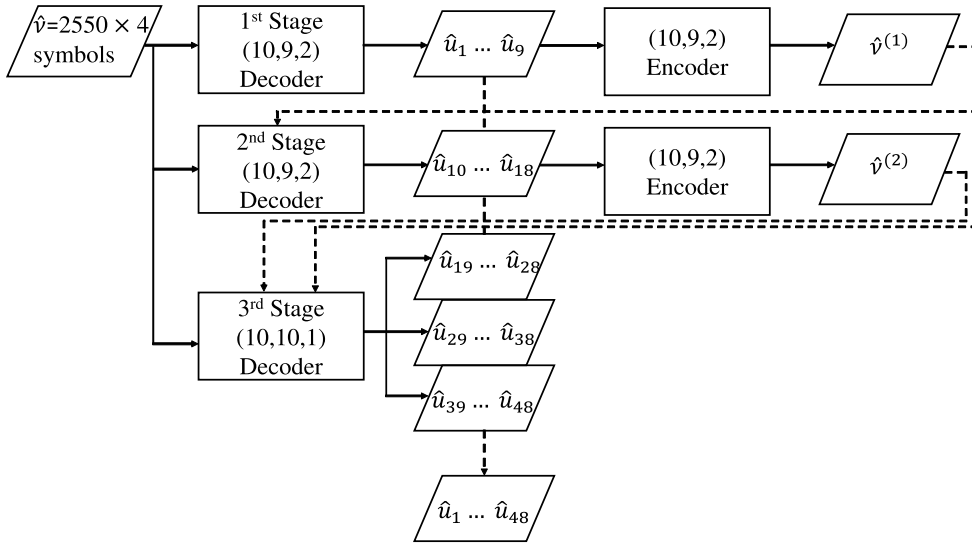 v̂=2550 × 4
symbols
1st Stage
(10,9,2)
Decoder
û1 … û9
(10,9,2)
Encoder
v̂(1)
2nd Stage
(10,9,2)
Decoder
û10 … û18
(10,9,2)
Encoder
v̂(2)
3rd Stage
(10,10,1)
Decoder
û19 … û28
û29 … û38
û39 … û48
û1 … û48